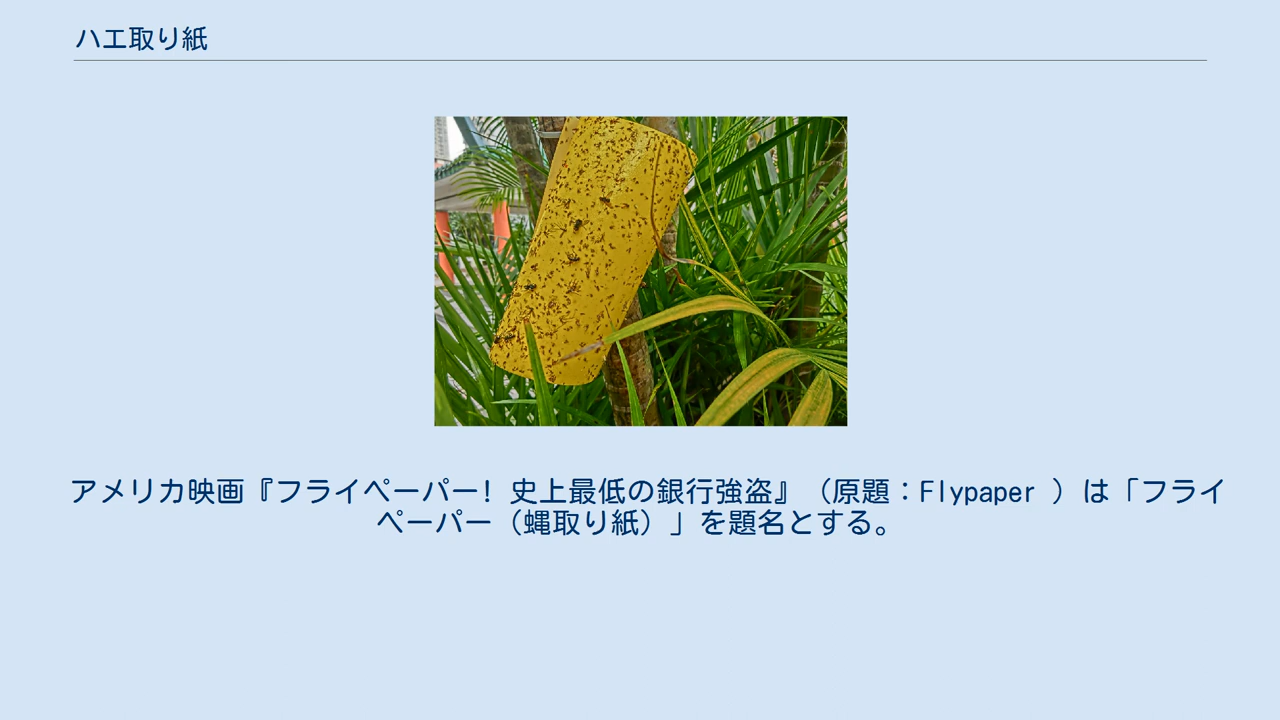 ハエ取り紙
アメリカ映画『フライペーパー! 史上最低の銀行強盗』（原題：Flypaper ）は「フライ
ペーパー（蝿取り紙）」を題名とする。